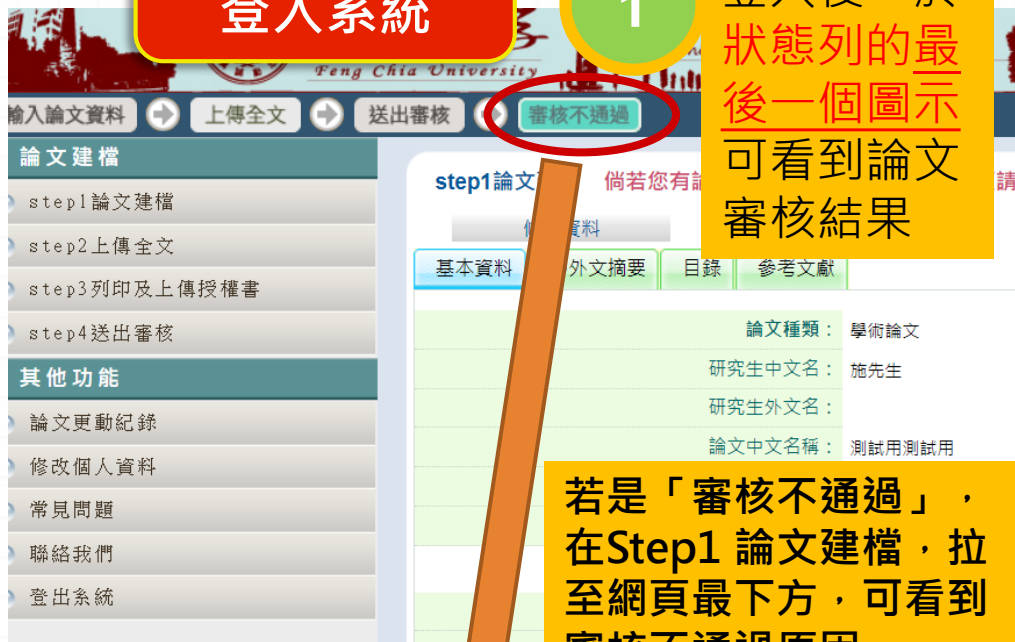 登入系統
1
登入後，於
狀態列的最
後一個圖示
可看到論文
審核結果
Feng Chia University
輸入論文資料
上傳全文
送出審核
審核不通過
論文建檔
step1論文建檔
step2上傳全文
step3列印及上傳授權書
step4送出審核
其他功能
論文更動紀錄
修改個人資料
常見問題
聯絡我們
登出系統
step1論文
倘若您有
請
資料
基本資料
外文摘要
目錄
參考文獻
論文種類： 學術論文
研究生中文名： 施先生
研究生外文名：
論文中文名稱： 測試用測試用
若是「審核不通過」，
在Step1 論文建檔，拉
至網頁最下方，可看到
審核不通過原因